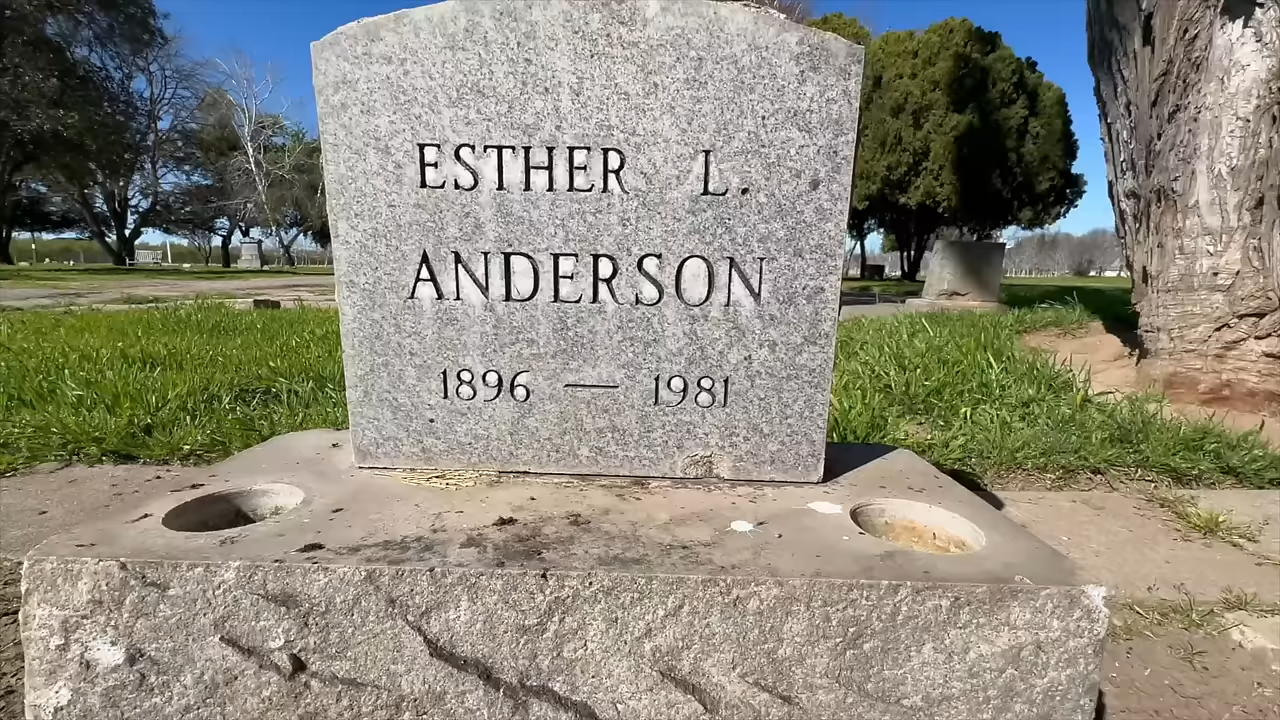 ESTHER L.
ANDERSON
1896 — 1981